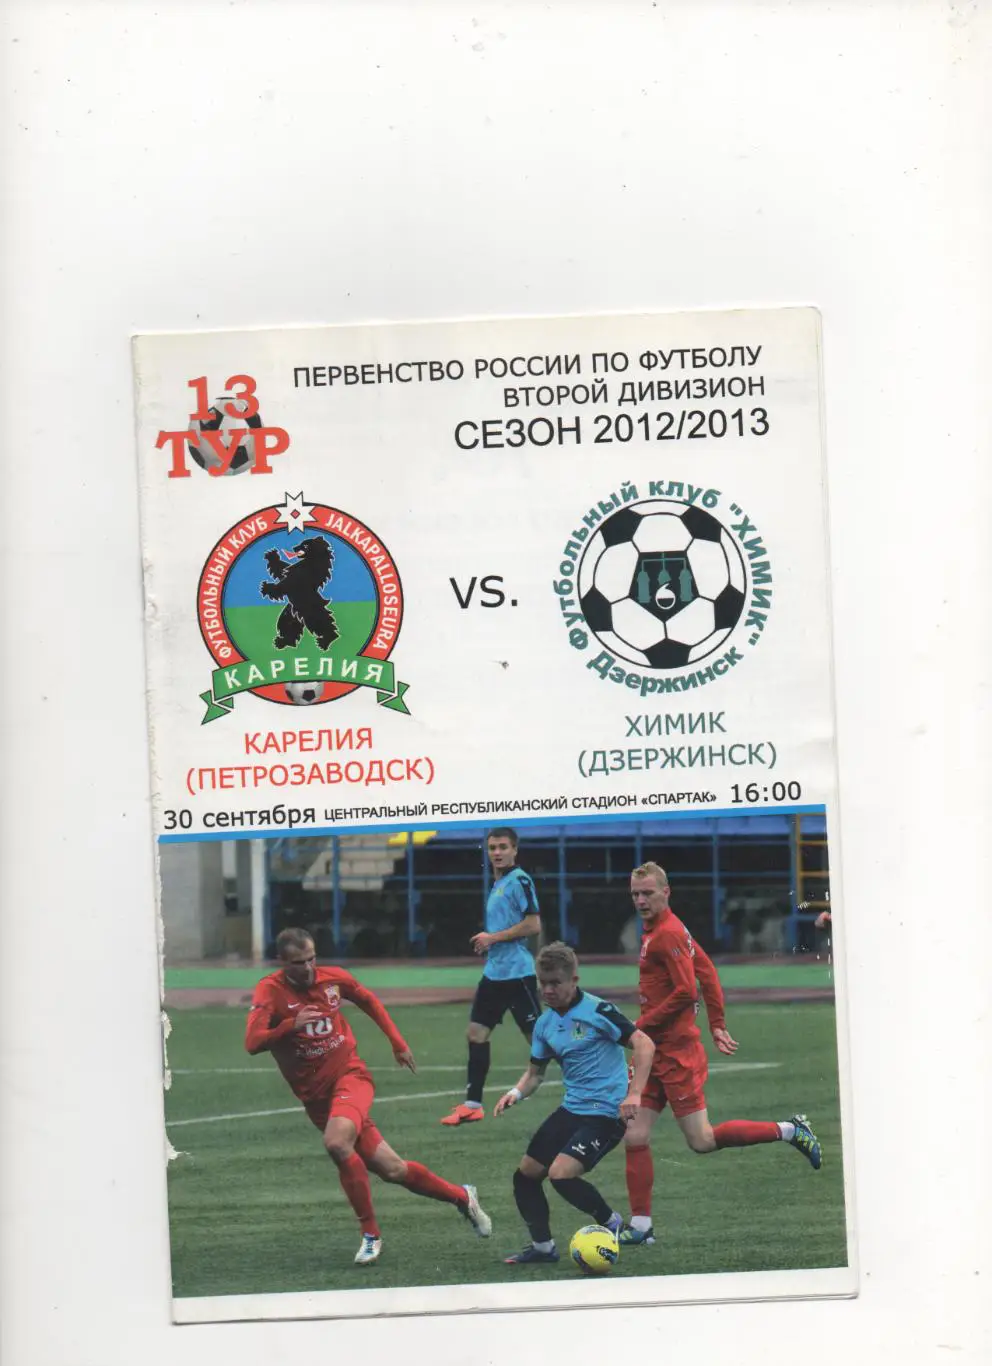 ПЕРВЕНСТВО РОССИИ ПО ФУТБОЛУ
ВТОРОЙ ДИВИЗИОН
СЕЗОН 2012/2013
13
ТУР
ФУТБОЛЬНЫЙ КЛУБ
JALKAPALLOSEURA
КАРЕЛИЯ
vs.
Футбольный клуб "ХИМИК"
Дзержинск
КАРЕЛИЯ
(ПЕТРОЗАВОДСК)
ХИМИК
(ДЗЕРЖИНСК)
30 сентября ЦЕНТРАЛЬНЫЙ РЕСПУБЛИКАНСКИЙ СТАДИОН «СПАРТАК» 16:00